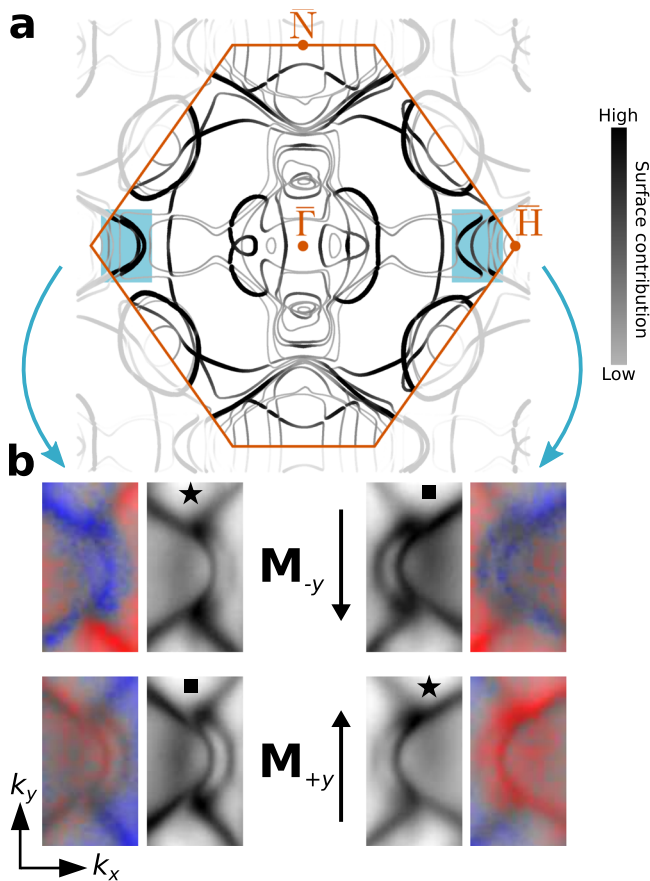 a
N̅
Γ̅
H̅
High
Surface contribution
Low
b
M-y
M+y
ky
kx